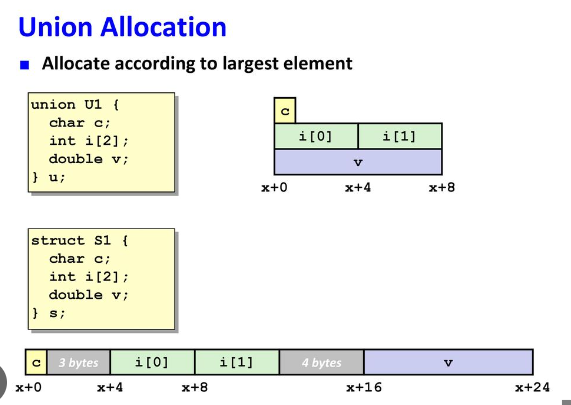 Union Allocation
■ Allocate according to largest element
union U1 {
  char c;
  int i[2];
  double v;
} u;
c
i[0] i[1]
v
x+0 x+4 x+8
struct S1 {
  char c;
  int i[2];
  double v;
} s;
c 3 bytes i[0] i[1] 4 bytes v
x+0 x+4 x+8 x+16 x+24